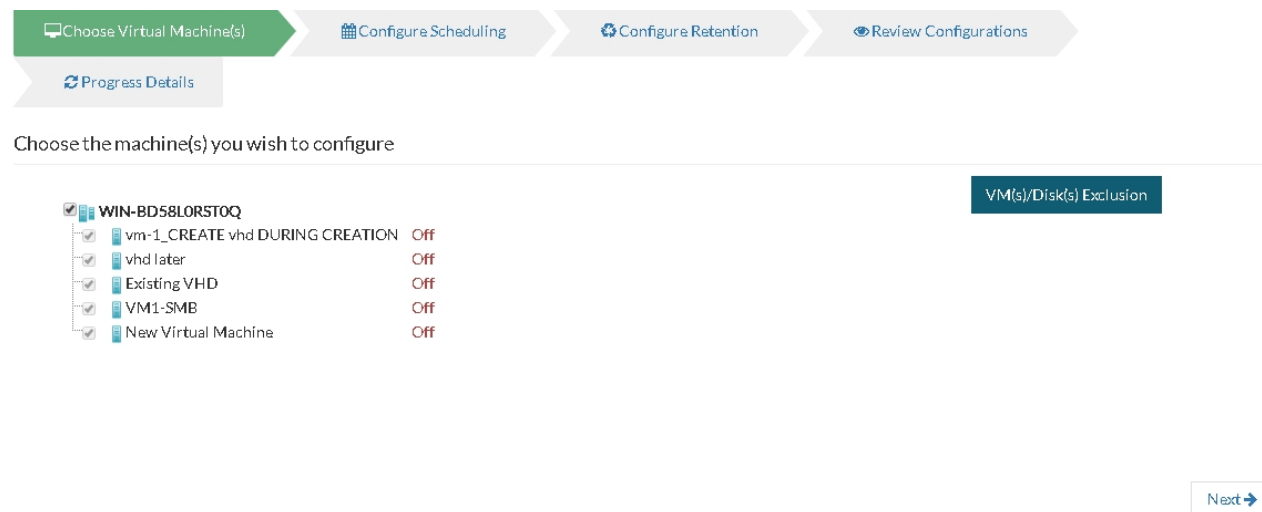 Choose Virtual Machine(s) Configure Scheduling Configure Retention Review Configurations
Progress Details
Choose the machine(s) you wish to configure
VM(s)/Disk(s) Exclusion
WIN-BD58L0RST0Q
vm-1_CREATE vhd DURING CREATION Off
vhd later Off
Existing VHD Off
VM1-SMB Off
New Virtual Machine Off
Next